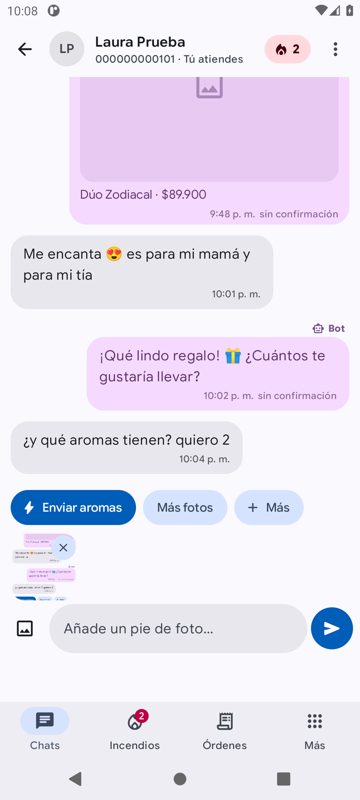 10:08
LP
Laura Prueba
000000000101 · Tú atiendes
2
Dúo Zodiacal · $89.900
9:48 p. m. sin confirmación
Me encanta 😍 es para mi mamá y
para mi tía
10:01 p. m.
Bot
¡Qué lindo regalo! 🎁 ¿Cuántos te
gustaría llevar?
10:02 p. m. sin confirmación
¿y qué aromas tienen? quiero 2
10:04 p. m.
Enviar aromas
Más fotos
+ Más
Añade un pie de foto...
2
Chats
Incendios
Órdenes
Más